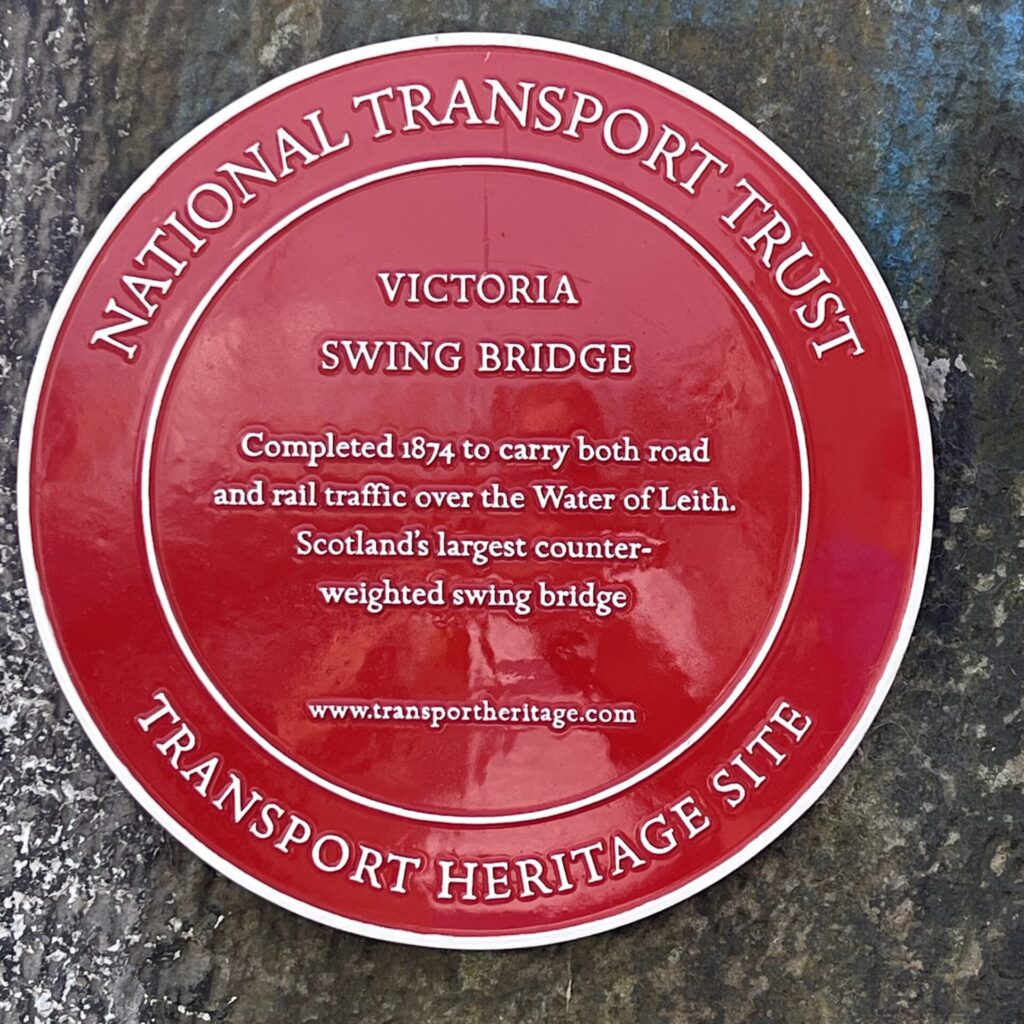 NATIONAL TRANSPORT TRUST
VICTORIA
SWING BRIDGE
Completed 1874 to carry both road
and rail traffic over the Water of Leith.
Scotland's largest counter-
weighted swing bridge
www.transportheritage.com
TRANSPORT HERITAGE SITE